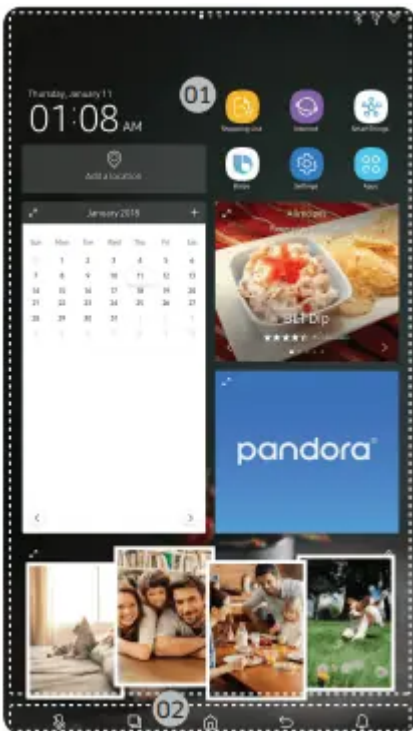 Thursday, January 11
01:08 AM
01
Shopping List
Internet
SmartThings
Bixby
Settings
Apps
Add a location
January 2018
+
Sun Mon Tue Wed Thu Fri Sat
1 2 3 4 5 6
7 8 9 10 11 12 13
14 15 16 17 18 19 20
21 22 23 24 25 26 27
28 29 30 31
Allrecipes
BLT Dip
pandora
02